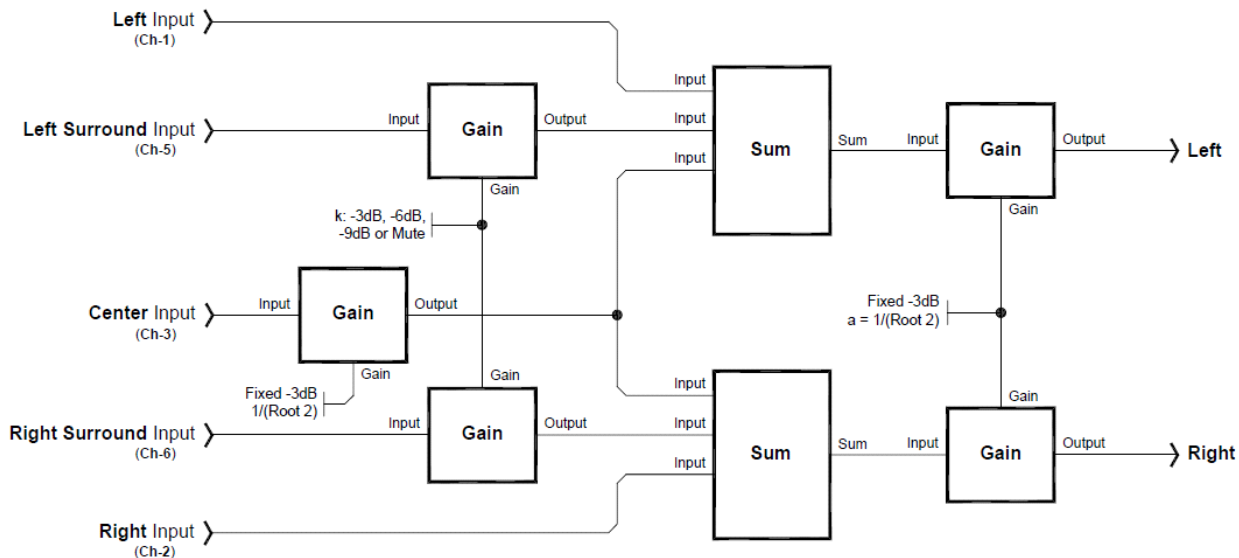 Left Input
(Ch-1)
Input
Left Surround Input
(Ch-5)
Input
Gain
Output
Input
Input
Sum
Sum
Input
Gain
Output
Left
Gain
Gain
k: -3dB, -6dB,
-9dB or Mute
Center Input
(Ch-3)
Input
Gain
Output
Fixed -3dB
a = 1/(Root 2)
Gain
Fixed -3dB
1/(Root 2)
Gain
Input
Gain
Right Surround Input
(Ch-6)
Input
Gain
Output
Input
Input
Sum
Sum
Input
Gain
Output
Right
Right Input
(Ch-2)